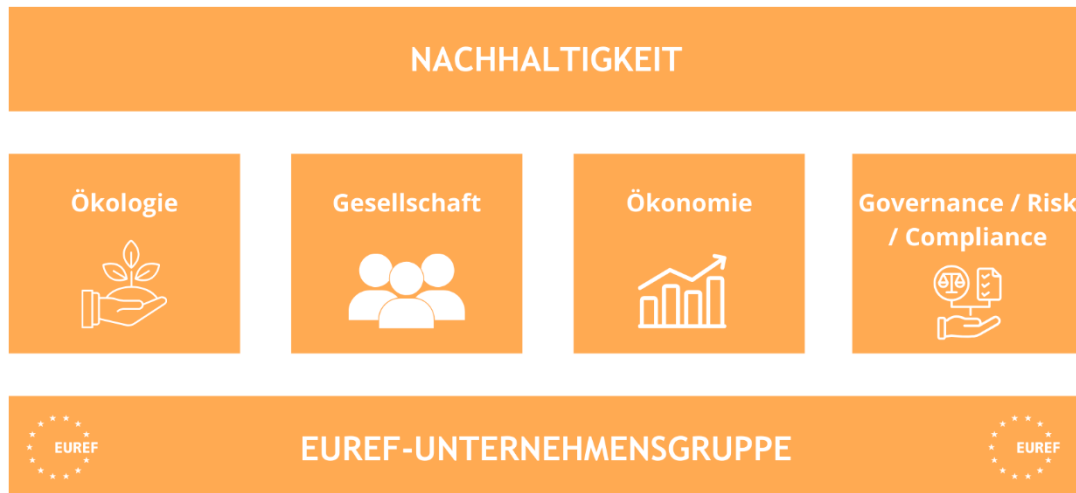 NACHHALTIGKEIT
Ökologie
Gesellschaft
Ökonomie
Governance / Risk
/ Compliance
EUREF
EUREF-UNTERNEHMENSGRUPPE
EUREF